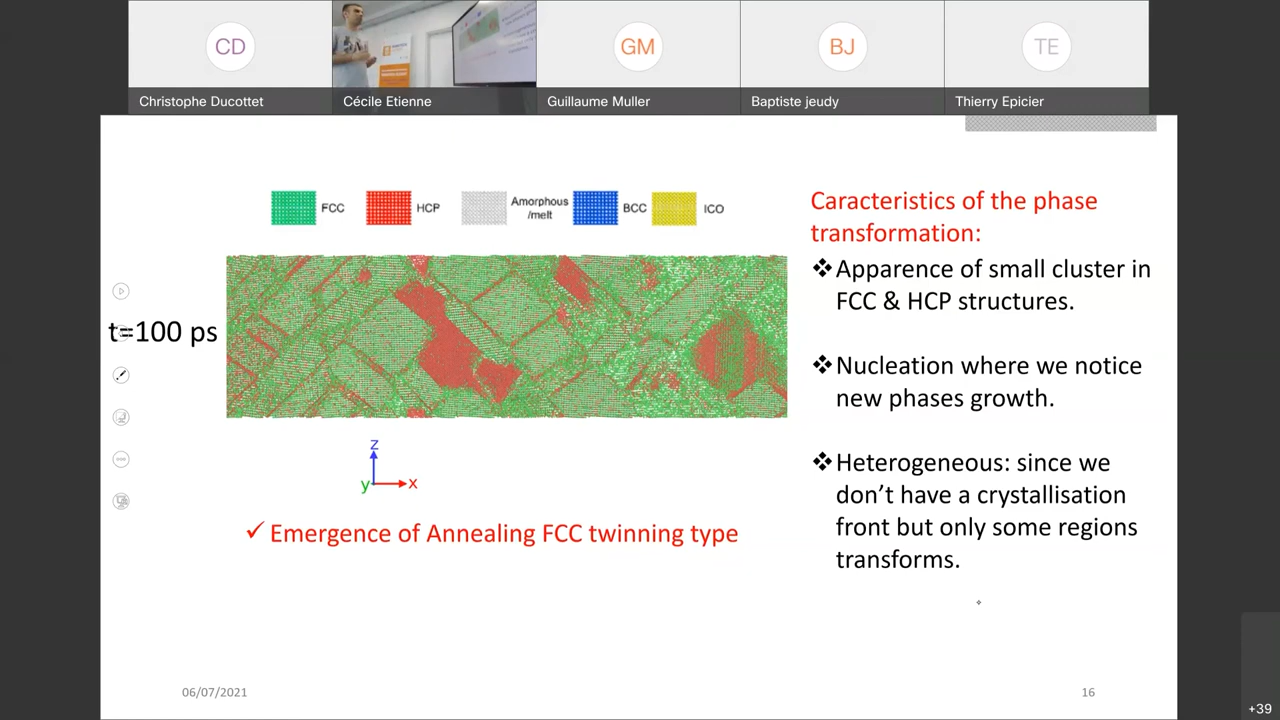 CD
GM
BJ
TE
Christophe Ducottet
Cécile Etienne
Guillaume Muller
Baptiste jeudy
Thierry Epicier
FCC
HCP
Amorphous
/melt
BCC
ICO
t=100 ps
z
y
x
✓ Emergence of Annealing FCC twinning type
Caracteristics of the phase
transformation:
❖Apparence of small cluster in
FCC & HCP structures.
❖Nucleation where we notice
new phases growth.
❖Heterogeneous: since we
don’t have a crystallisation
front but only some regions
transforms.
06/07/2021
16
+39